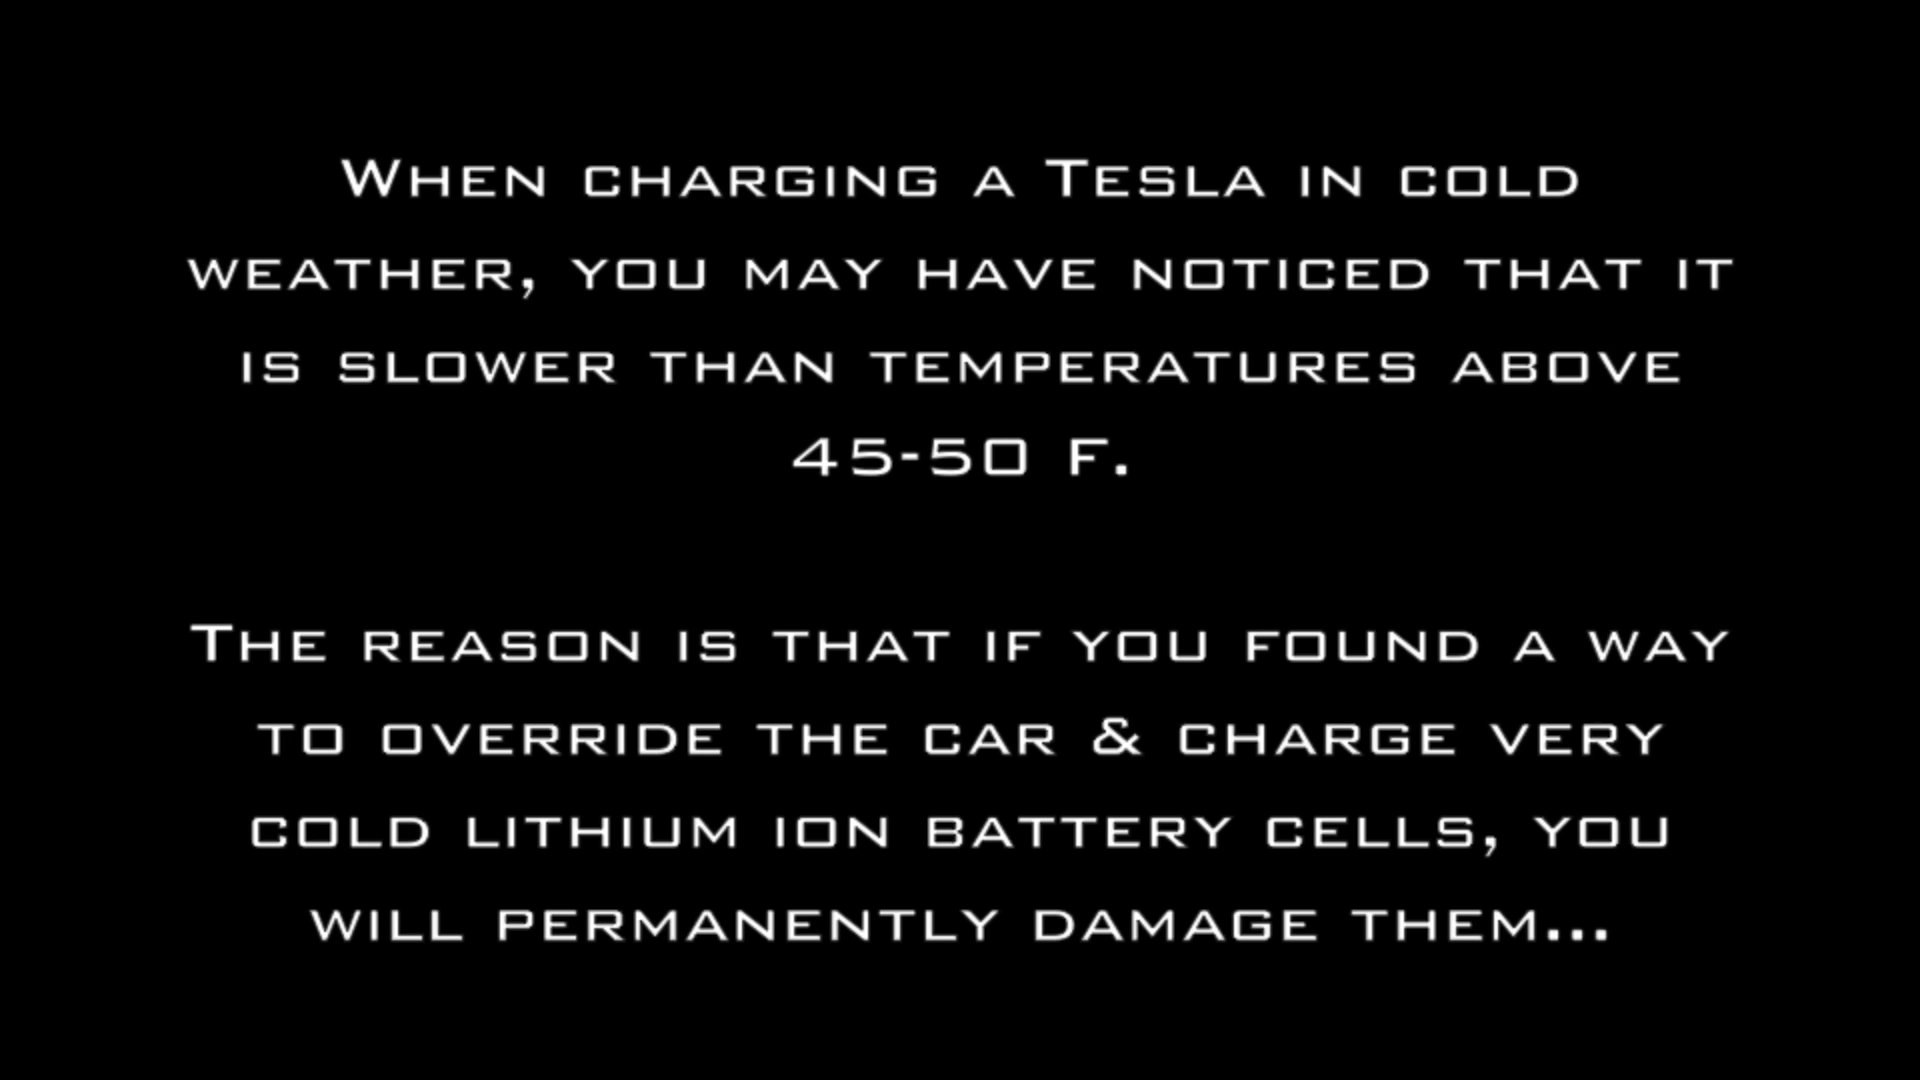 When charging a Tesla in cold
weather, you may have noticed that it
is slower than temperatures above
45-50 F.
The reason is that if you found a way
to override the car & charge very
cold lithium ion battery cells, you
will permanently damage them...